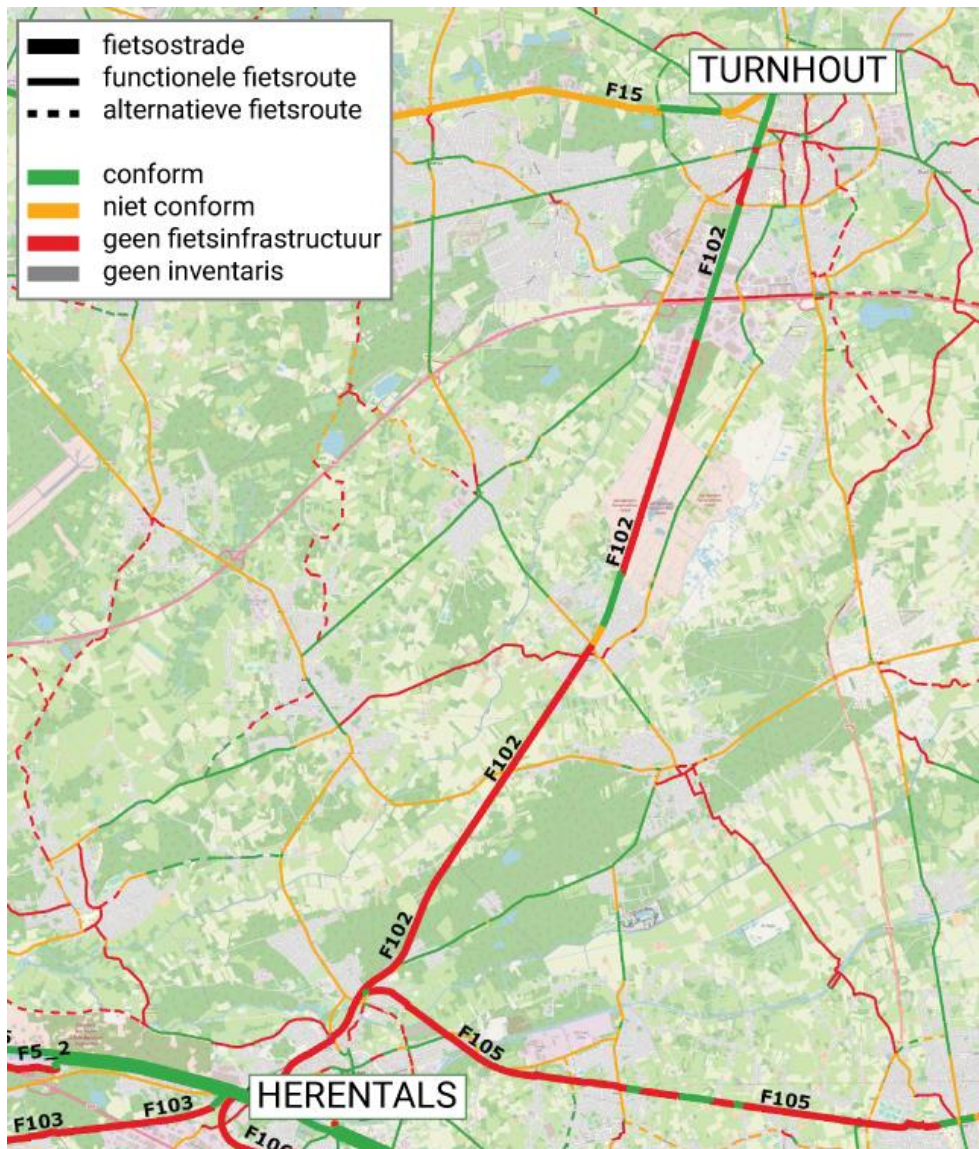 fietsostrade
functionele fietsroute
alternatieve fietsroute
conform
niet conform
geen fietsinfrastructuur
geen inventaris
TURNHOUT
F15
F102
F102
F102
F102
F105
F5_2
F103
F103
HERENTALS
F105
F106